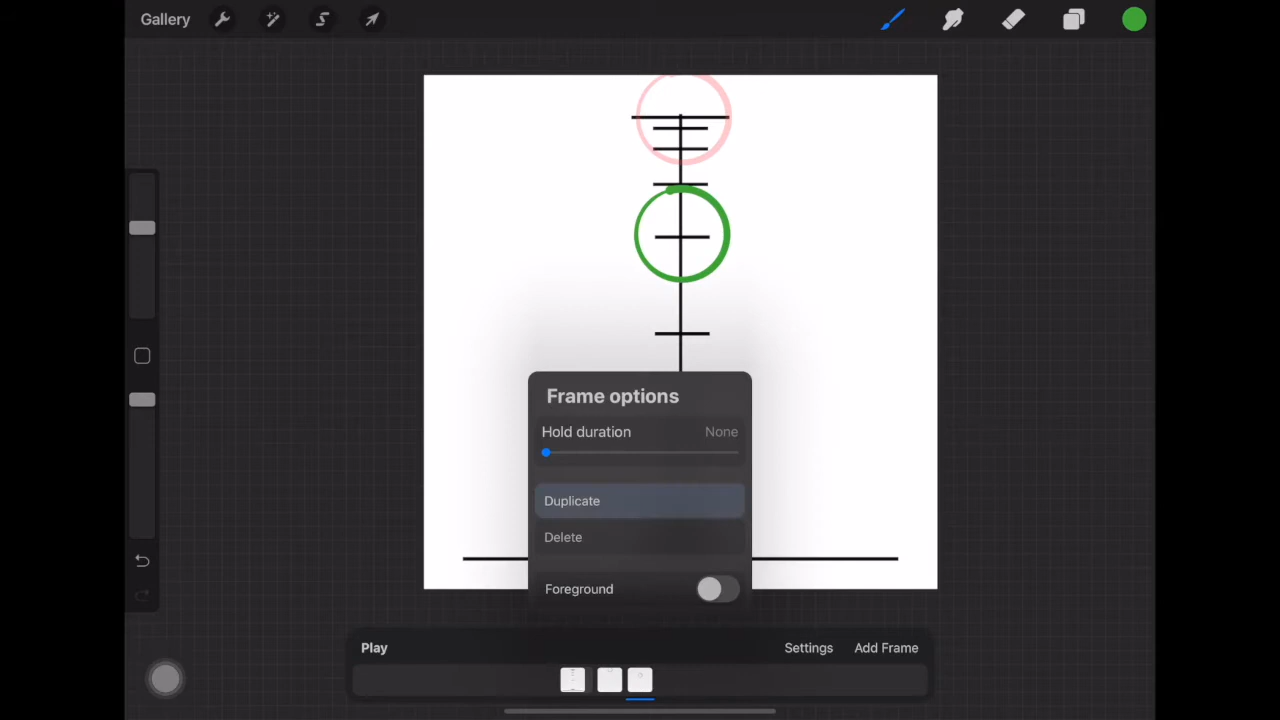 Gallery
Frame options
Hold duration None
Duplicate
Delete
Foreground
Play Settings Add Frame